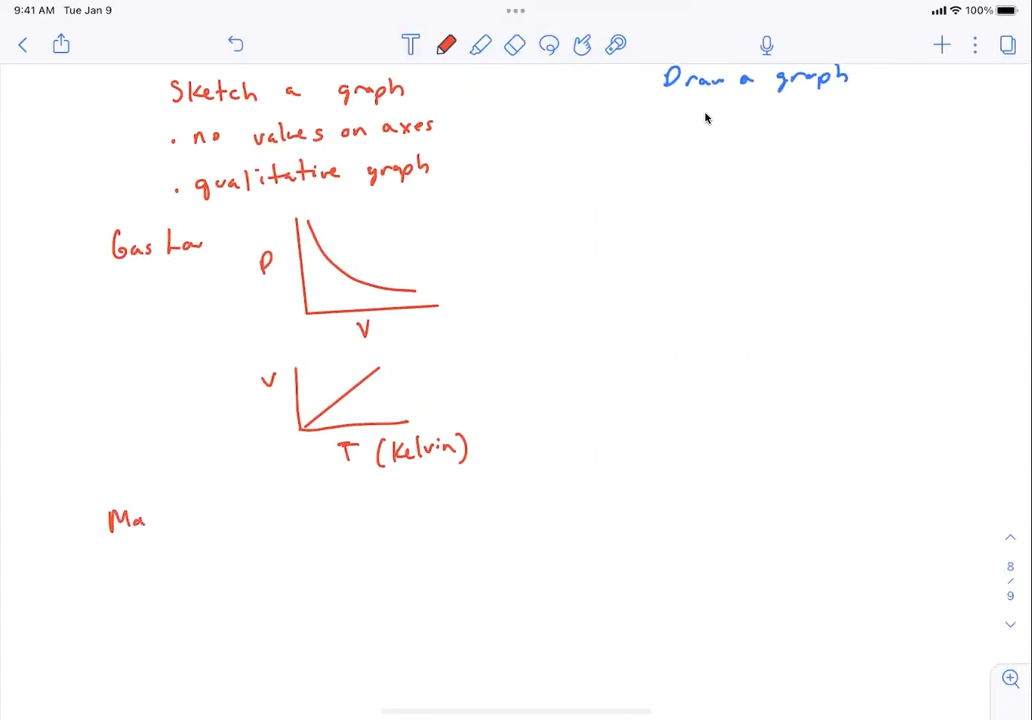 9:41 AM Tue Jan 9
100%
T
Sketch a graph
. no values on axes
. qualitative graph
Gas Law
P
V
V
T (Kelvin)
Ma
Draw a graph
8
/
9